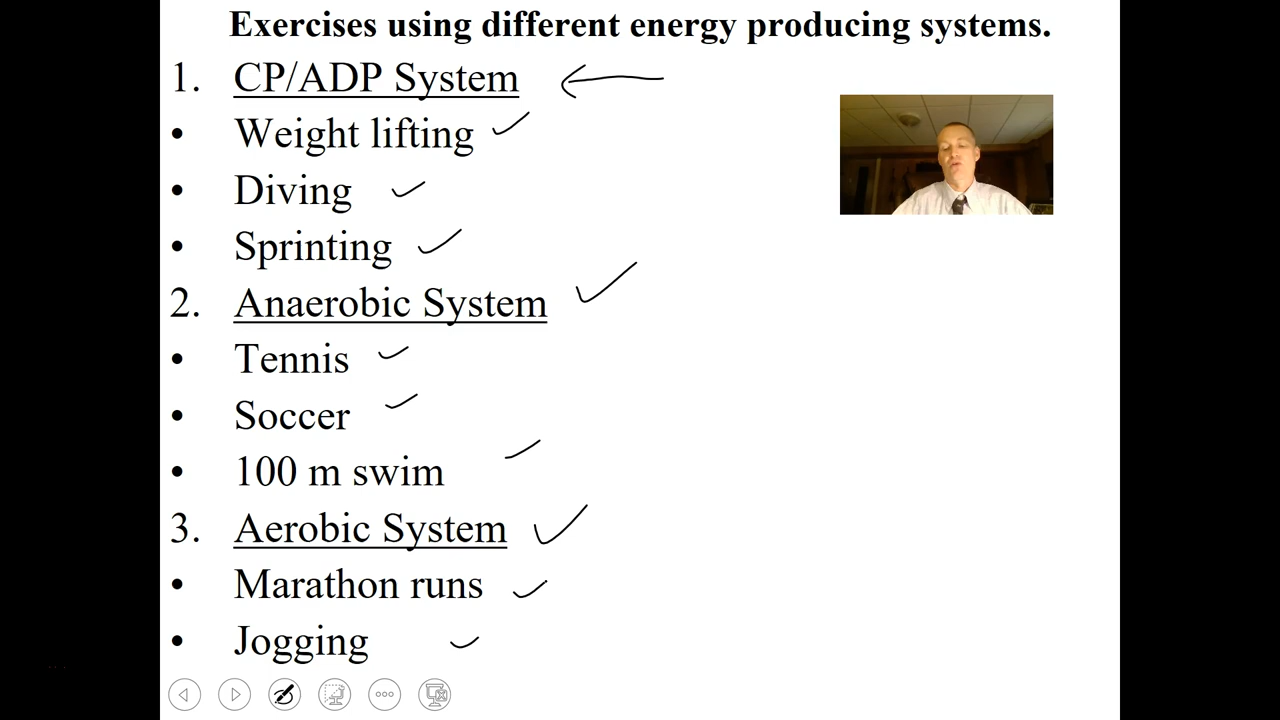 Exercises using different energy producing systems.
1. CP/ADP System
• Weight lifting
• Diving
• Sprinting
2. Anaerobic System
• Tennis
• Soccer
• 100 m swim
3. Aerobic System
• Marathon runs
• Jogging